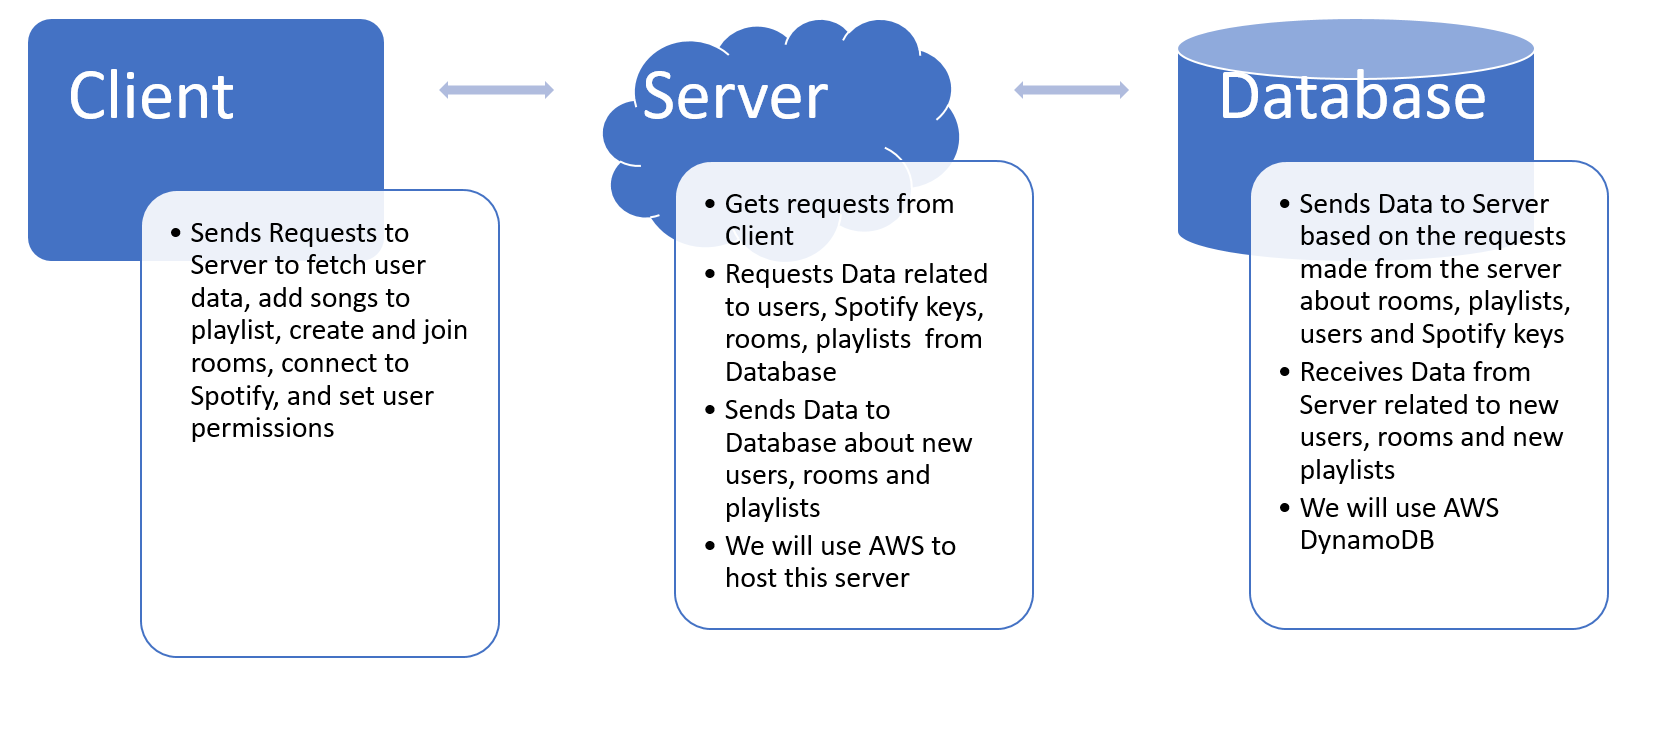 Client
• Sends Requests to
Server to fetch user
data, add songs to
playlist, create and join
rooms, connect to
Spotify, and set user
permissions
Server
• Gets requests from
Client
• Requests Data related
to users, Spotify keys,
rooms, playlists  from
Database
• Sends Data to
Database about new
users, rooms and
playlists
• We will use AWS to
host this server
Database
• Sends Data to Server
based on the requests
made from the server
about rooms, playlists,
users and Spotify keys
• Receives Data from
Server related to new
users, rooms and new
playlists
• We will use AWS
DynamoDB